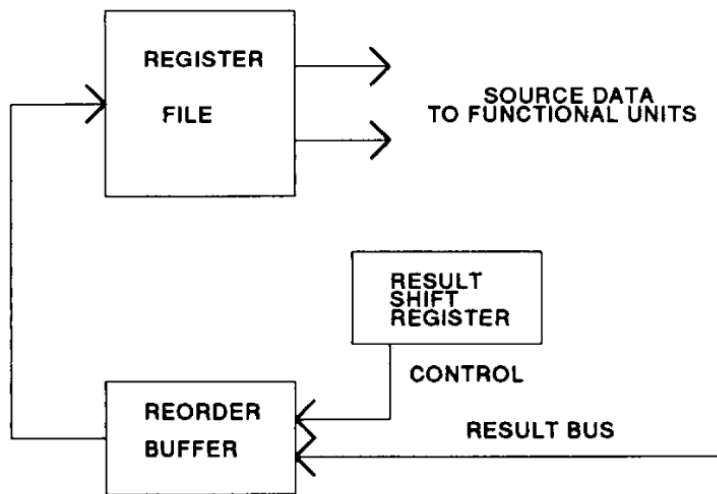 REGISTER
FILE
SOURCE DATA
TO FUNCTIONAL UNITS
RESULT
SHIFT
REGISTER
CONTROL
REORDER
BUFFER
RESULT BUS